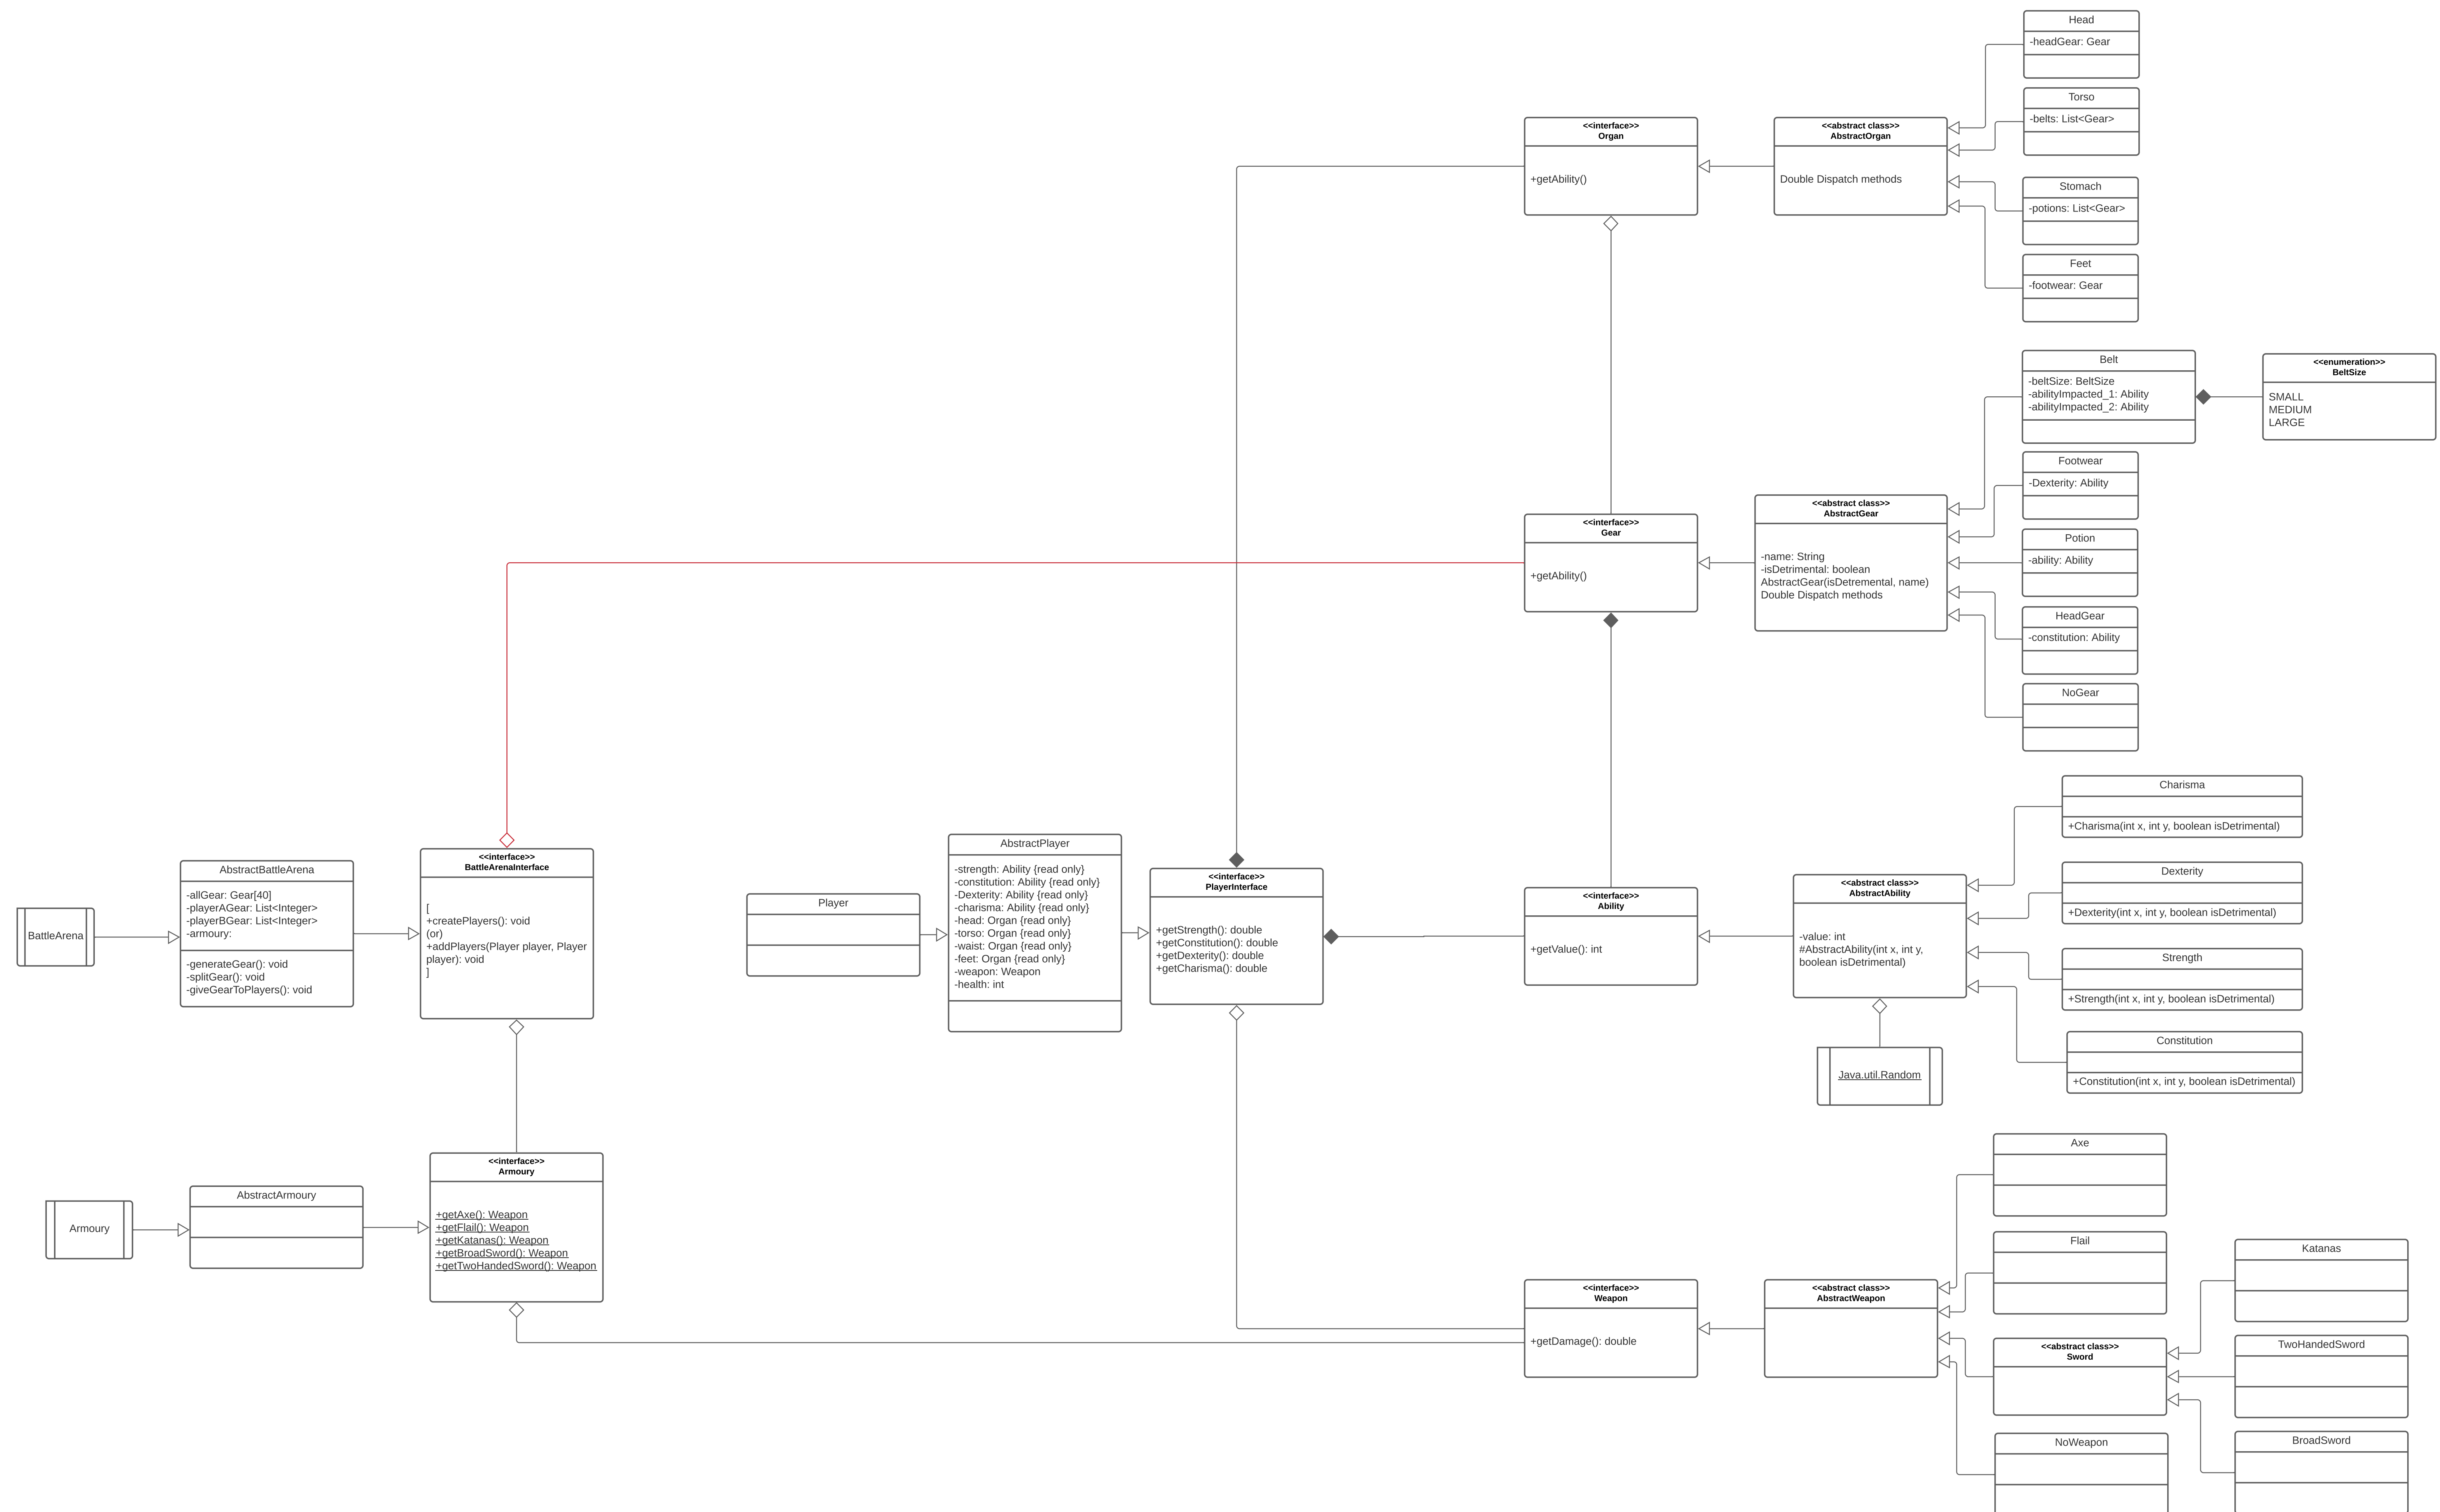 Head
-headGear: Gear
Torso
-belts: List<Gear>
<<interface>>
Organ
+getAbility()
<<abstract class>>
AbstractOrgan
Double Dispatch methods
Stomach
-potions: List<Gear>
Feet
-footwear: Gear
Belt
-beltSize: BeltSize
-abilityImpacted_1: Ability
-abilityImpacted_2: Ability
<<enumeration>>
BeltSize
SMALL
MEDIUM
LARGE
Footwear
-Dexterity: Ability
<<interface>>
Gear
+getAbility()
<<abstract class>>
AbstractGear
-name: String
-isDetrimental: boolean
AbstractGear(isDetremental, name)
Double Dispatch methods
Potion
-ability: Ability
HeadGear
-constitution: Ability
NoGear
Charisma
+Charisma(int x, int y, boolean isDetrimental)
BattleArena
AbstractBattleArena
-allGear: Gear[40]
-playerAGear: List<Integer>
-playerBGear: List<Integer>
-armoury:
-generateGear(): void
-splitGear(): void
-giveGearToPlayers(): void
<<interface>>
BattleArenaInterface
[
+createPlayers(): void
(or)
+addPlayers(Player player, Player
player): void
]
Player
AbstractPlayer
-strength: Ability {read only}
-constitution: Ability {read only}
-Dexterity: Ability {read only}
-charisma: Ability {read only}
-head: Organ {read only}
-torso: Organ {read only}
-waist: Organ {read only}
-feet: Organ {read only}
-weapon: Weapon
-health: int
<<interface>>
PlayerInterface
+getStrength(): double
+getConstitution(): double
+getDexterity(): double
+getCharisma(): double
<<interface>>
Ability
+getValue(): int
<<abstract class>>
AbstractAbility
-value: int
#AbstractAbility(int x, int y,
boolean isDetrimental)
Dexterity
+Dexterity(int x, int y, boolean isDetrimental)
Strength
+Strength(int x, int y, boolean isDetrimental)
Constitution
+Constitution(int x, int y, boolean isDetrimental)
Java.util.Random
Armoury
AbstractArmoury
<<interface>>
Armoury
+getAxe(): Weapon
+getFlail(): Weapon
+getKatanas(): Weapon
+getBroadSword(): Weapon
+getTwoHandedSword(): Weapon
<<interface>>
Weapon
+getDamage(): double
<<abstract class>>
AbstractWeapon
Axe
Flail
<<abstract class>>
Sword
NoWeapon
Katanas
TwoHandedSword
BroadSword